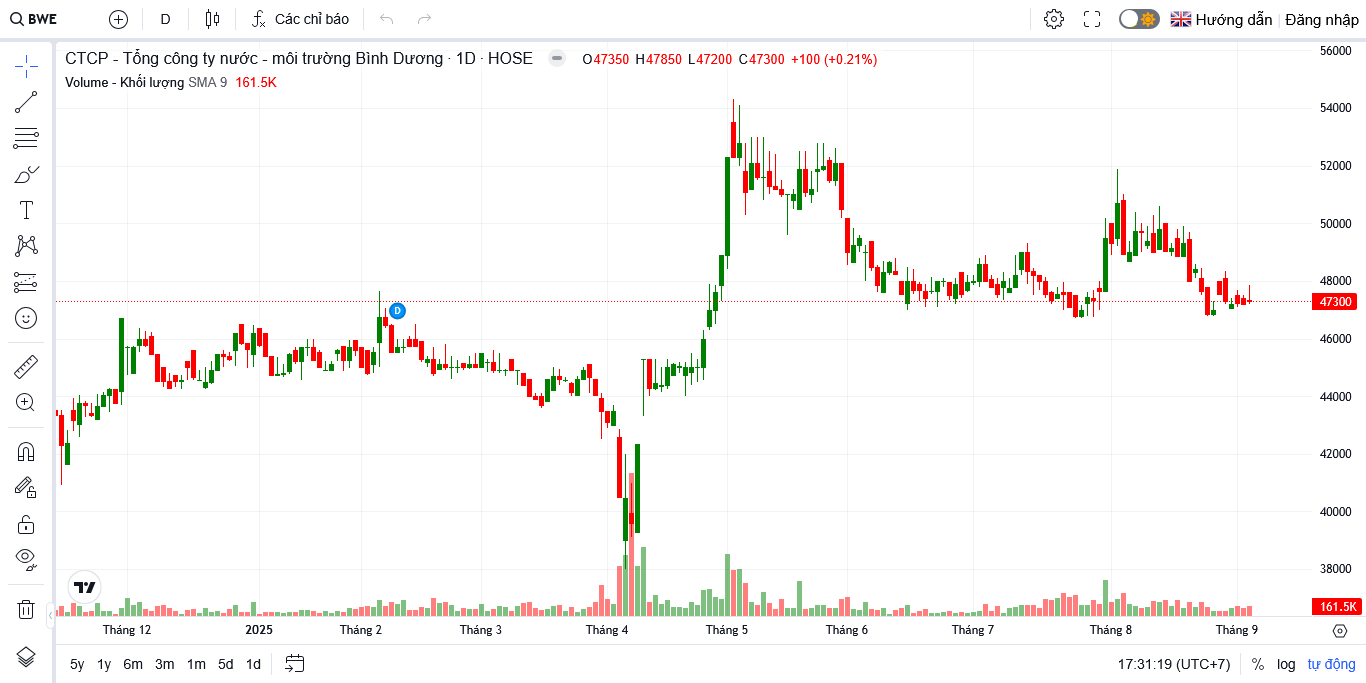 BWE D Các chỉ báo Hướng dẫn Đăng nhập
CTCP - Tổng công ty nước - môi trường Bình Dương · 1D · HOSE O47350 H47850 L47200 C47300 +100 (+0.21%)
Volume - Khối lượng SMA 9 161.5K
56000
54000
52000
50000
48000
47300
46000
44000
42000
40000
38000
161.5K
D
Tháng 12 2025 Tháng 2 Tháng 3 Tháng 4 Tháng 5 Tháng 6 Tháng 7 Tháng 8 Tháng 9
5y 1y 6m 3m 1m 5d 1d 17:31:19 (UTC+7) % log tự động